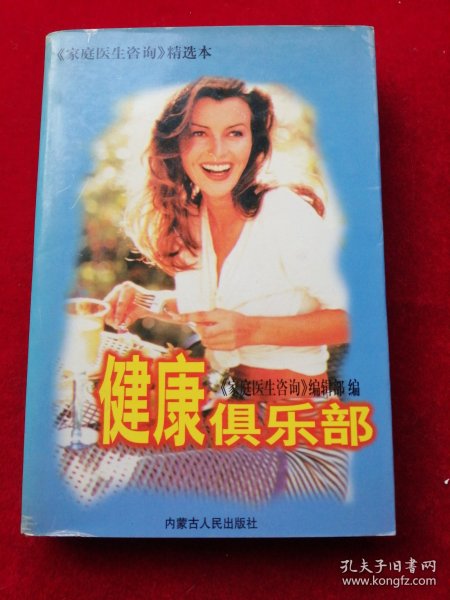 《家庭医生咨询》精选本
《家庭医生咨询》编辑部 编
健康俱乐部
内蒙古人民出版社
孔夫子旧书网
www.kongfz.com